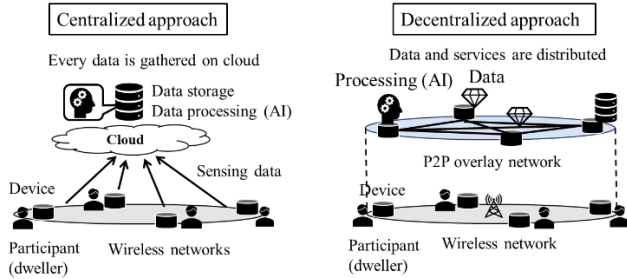 Centralized approach
Every data is gathered on cloud
Data storage
Data processing (AI)
Cloud
Sensing data
Device
Participant
(dweller)
Wireless networks
Decentralized approach
Data and services are distributed
Processing (AI)
Data
P2P overlay network
Device
Participant
(dweller)
Wireless network